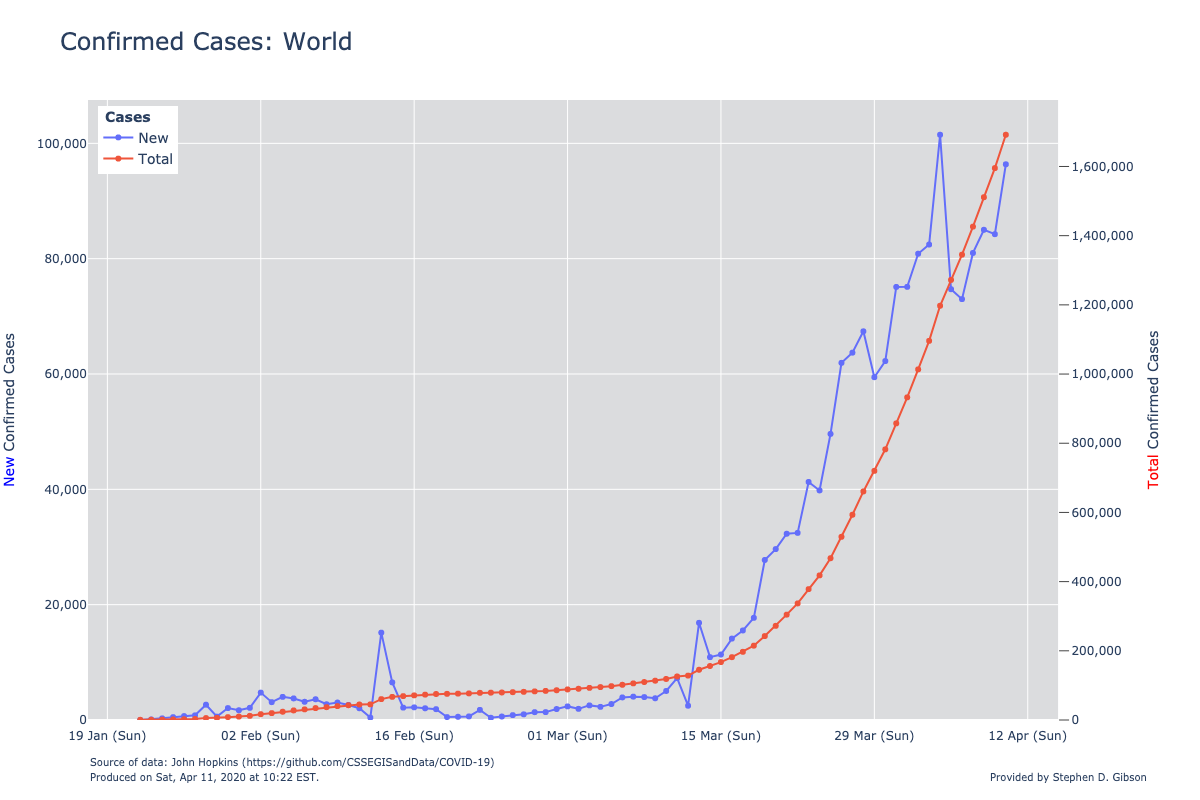 Confirmed Cases: World
Cases
New
Total
100,000
80,000
60,000
40,000
20,000
0
New Confirmed Cases
1,600,000
1,400,000
1,200,000
1,000,000
800,000
600,000
400,000
200,000
0
Total Confirmed Cases
19 Jan (Sun)
02 Feb (Sun)
16 Feb (Sun)
01 Mar (Sun)
15 Mar (Sun)
29 Mar (Sun)
12 Apr (Sun)
Source of data: John Hopkins (https://github.com/CSSEGISandData/COVID-19)
Produced on Sat, Apr 11, 2020 at 10:22 EST.
Provided by Stephen D. Gibson